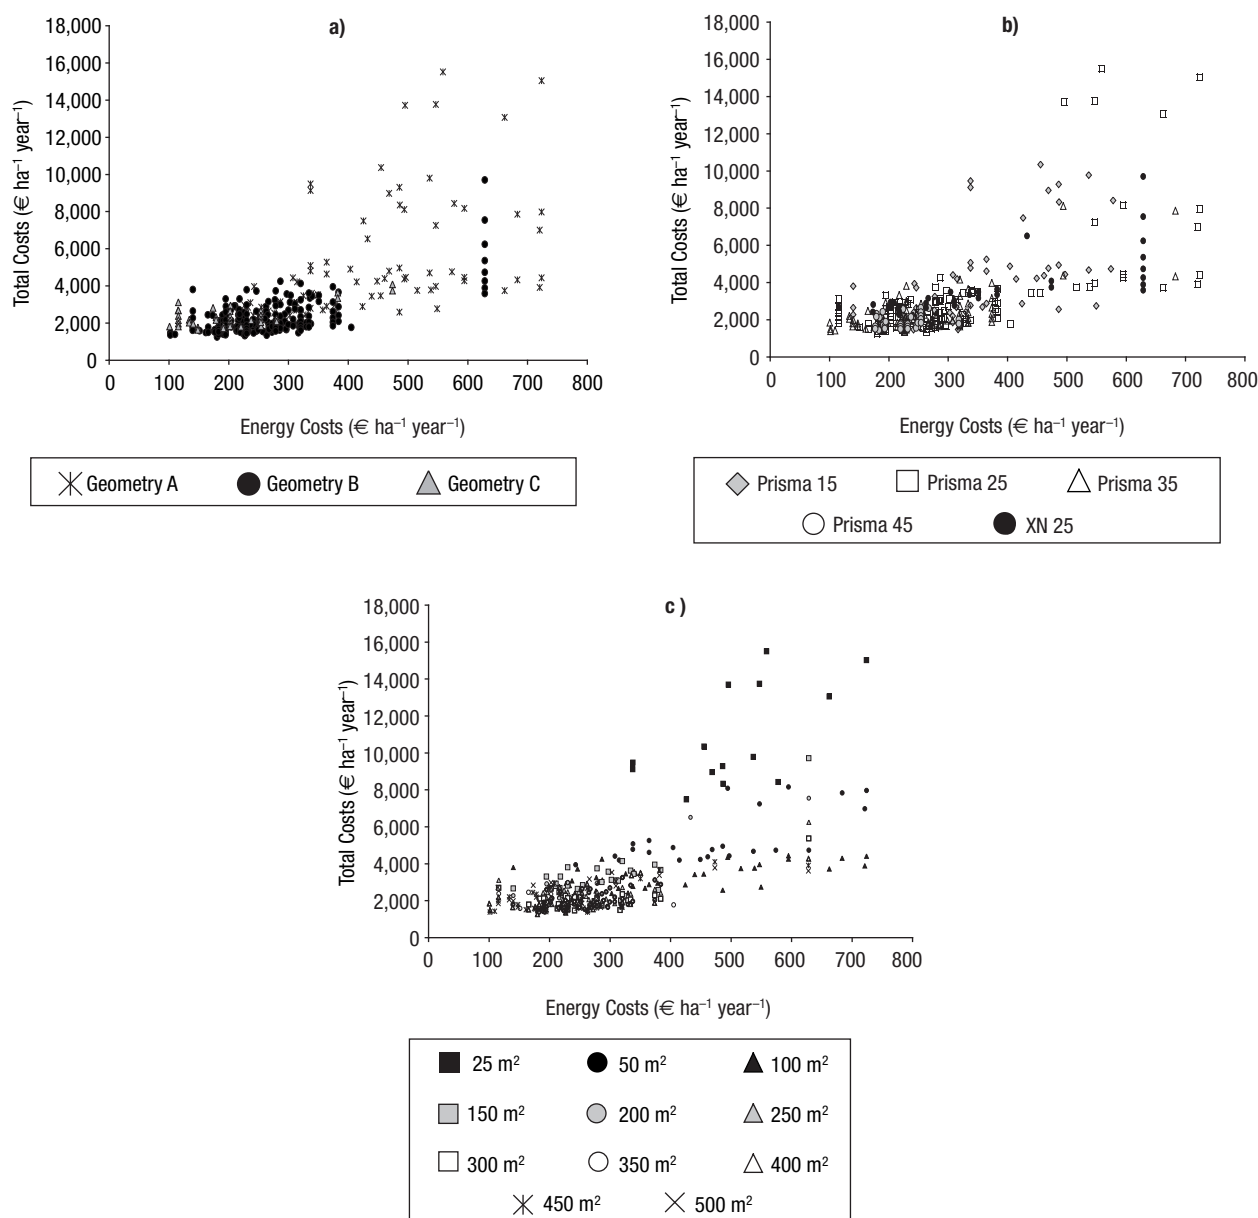 a)
18,000
16,000
14,000
12,000
10,000
8,000
6,000
4,000
2,000
0
0 100 200 300 400 500 600 700 800
Total Costs (€ ha⁻¹ year⁻¹)
Energy Costs (€ ha⁻¹ year⁻¹)
Geometry A Geometry B Geometry C
b)
18,000
16,000
14,000
12,000
10,000
8,000
6,000
4,000
2,000
0
0 100 200 300 400 500 600 700 800
Total Costs (€ ha⁻¹ year⁻¹)
Energy Costs (€ ha⁻¹ year⁻¹)
Prisma 15 Prisma 25 Prisma 35
Prisma 45 XN 25
c )
18,000
16,000
14,000
12,000
10,000
8,000
6,000
4,000
2,000
0
0 100 200 300 400 500 600 700 800
Total Costs (€ ha⁻¹ year⁻¹)
Energy Costs (€ ha⁻¹ year⁻¹)
25 m² 50 m² 100 m²
150 m² 200 m² 250 m²
300 m² 350 m² 400 m²
450 m² 500 m²